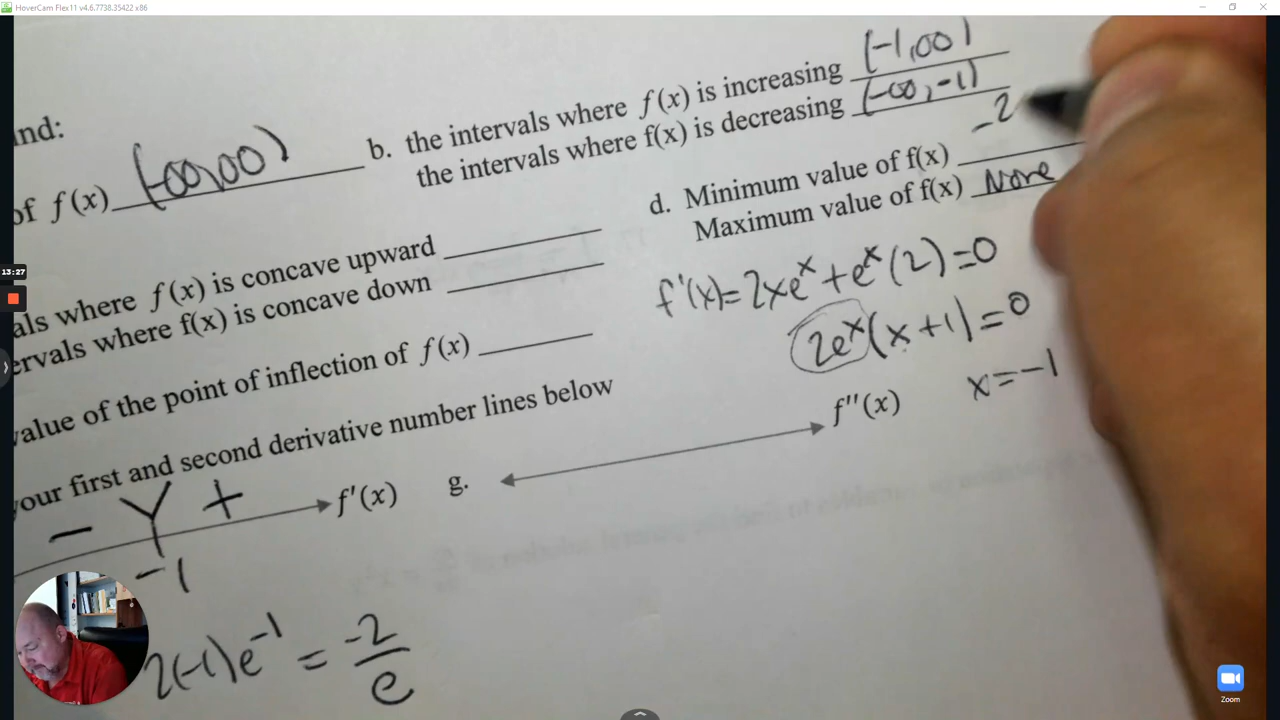 HoverCam Flex11 v4.6.7738.35422 x86
b. the intervals where f(x) is increasing (-1,∞)
the intervals where f(x) is decreasing (-∞,-1)
of f(x) (-∞,∞)
d. Minimum value of f(x) -2
Maximum value of f(x) None
f'(x)=2xe^x+e^x(2)=0
2e^x(x+1)=0
x=-1
where f(x) is concave upward
where f(x) is concave down
value of the point of inflection of f(x)
your first and second derivative number lines below
- Y + f'(x)
-1
g. f''(x)
2(-1)e^-1 = -2/e
13:27
Zoom